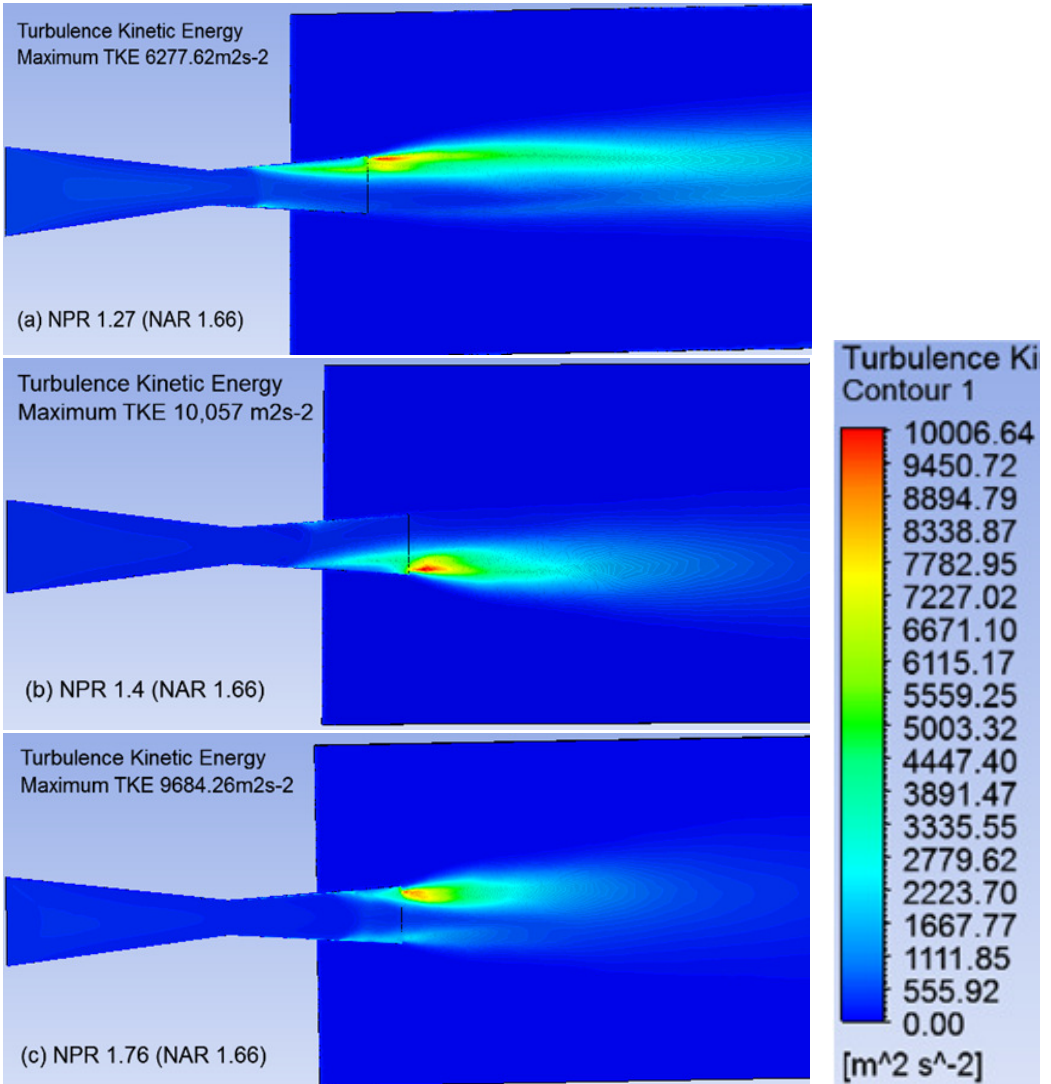 Turbulence Kinetic Energy
Maximum TKE 6277.62m2s-2
(a) NPR 1.27 (NAR 1.66)
Turbulence Kinetic Energy
Maximum TKE 10,057 m2s-2
(b) NPR 1.4 (NAR 1.66)
Turbulence Kinetic Energy
Maximum TKE 9684.26m2s-2
(c) NPR 1.76 (NAR 1.66)
Turbulence Ki
Contour 1
10006.64
9450.72
8894.79
8338.87
7782.95
7227.02
6671.10
6115.17
5559.25
5003.32
4447.40
3891.47
3335.55
2779.62
2223.70
1667.77
1111.85
555.92
0.00
[m^2 s^-2]